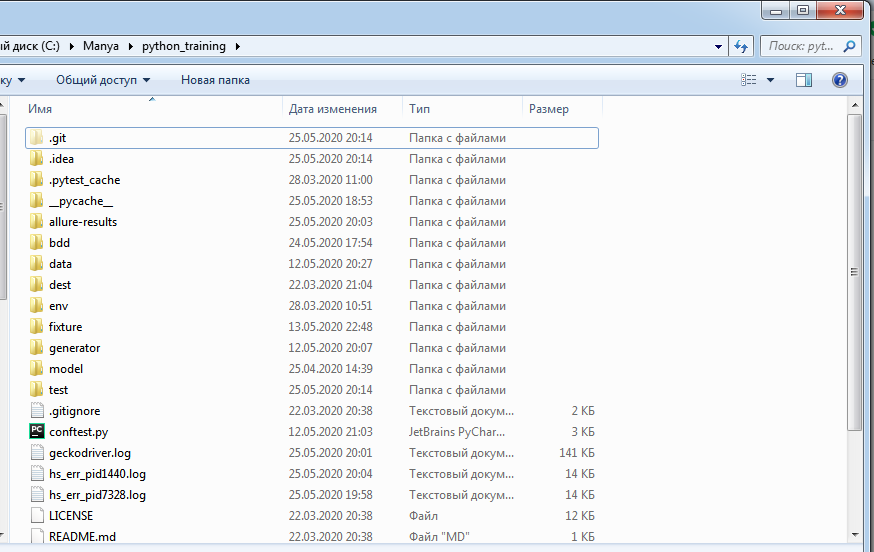 ый диск (C:) Manya python_training Поиск: pyt...
ку Общий доступ Новая папка
Имя Дата изменения Тип Размер
.git 25.05.2020 20:14 Папка с файлами
.idea 25.05.2020 20:14 Папка с файлами
.pytest_cache 28.03.2020 11:00 Папка с файлами
__pycache__ 25.05.2020 18:53 Папка с файлами
allure-results 25.05.2020 20:03 Папка с файлами
bdd 24.05.2020 17:54 Папка с файлами
data 12.05.2020 20:27 Папка с файлами
dest 22.03.2020 21:04 Папка с файлами
env 28.03.2020 10:51 Папка с файлами
fixture 13.05.2020 22:48 Папка с файлами
generator 12.05.2020 20:07 Папка с файлами
model 25.04.2020 14:39 Папка с файлами
test 25.05.2020 20:14 Папка с файлами
.gitignore 22.03.2020 20:38 Текстовый докум... 2 КБ
PC conftest.py 12.05.2020 21:03 JetBrains PyChar... 3 КБ
geckodriver.log 25.05.2020 20:01 Текстовый докум... 141 КБ
hs_err_pid1440.log 25.05.2020 20:04 Текстовый докум... 14 КБ
hs_err_pid7328.log 25.05.2020 19:58 Текстовый докум... 14 КБ
LICENSE 22.03.2020 20:38 Файл 12 КБ
README.md 22.03.2020 20:38 Файл "MD" 1 КБ